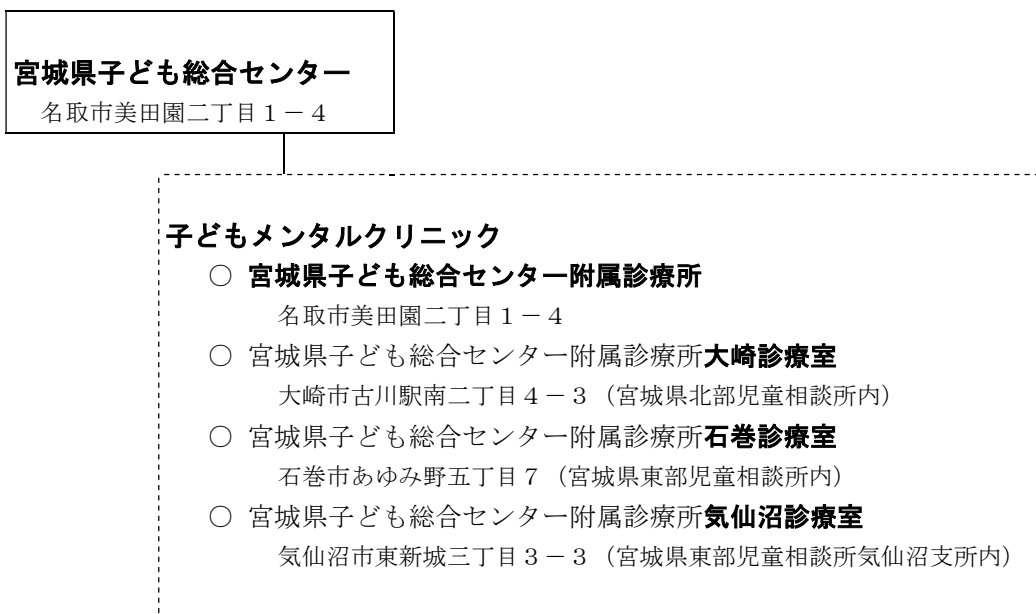 宮城県子ども総合センター
名取市美田園二丁目１－４
子どもメンタルクリニック
○ 宮城県子ども総合センター附属診療所
名取市美田園二丁目１－４
○ 宮城県子ども総合センター附属診療所大崎診療室
大崎市古川駅南二丁目４－３（宮城県北部児童相談所内）
○ 宮城県子ども総合センター附属診療所石巻診療室
石巻市あゆみ野五丁目７（宮城県東部児童相談所内）
○ 宮城県子ども総合センター附属診療所気仙沼診療室
気仙沼市東新城三丁目３－３（宮城県東部児童相談所気仙沼支所内）